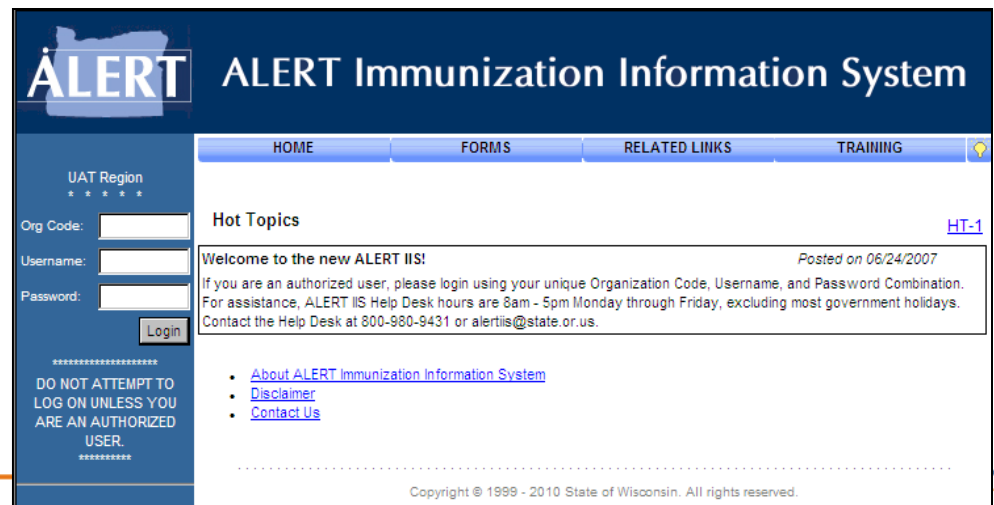 ALERT
ALERT Immunization Information System
HOME FORMS RELATED LINKS TRAINING
UAT Region
* * * * *
Org Code:
Username:
Password:
Login
********************
DO NOT ATTEMPT TO
LOG ON UNLESS YOU
ARE AN AUTHORIZED
USER.
**********
Hot Topics
HT-1
Welcome to the new ALERT IIS! Posted on 06/24/2007
If you are an authorized user, please login using your unique Organization Code, Username, and Password Combination.
For assistance, ALERT IIS Help Desk hours are 8am - 5pm Monday through Friday, excluding most government holidays.
Contact the Help Desk at 800-980-9431 or alertiis@state.or.us.
• About ALERT Immunization Information System
• Disclaimer
• Contact Us
Copyright © 1999 - 2010 State of Wisconsin. All rights reserved.